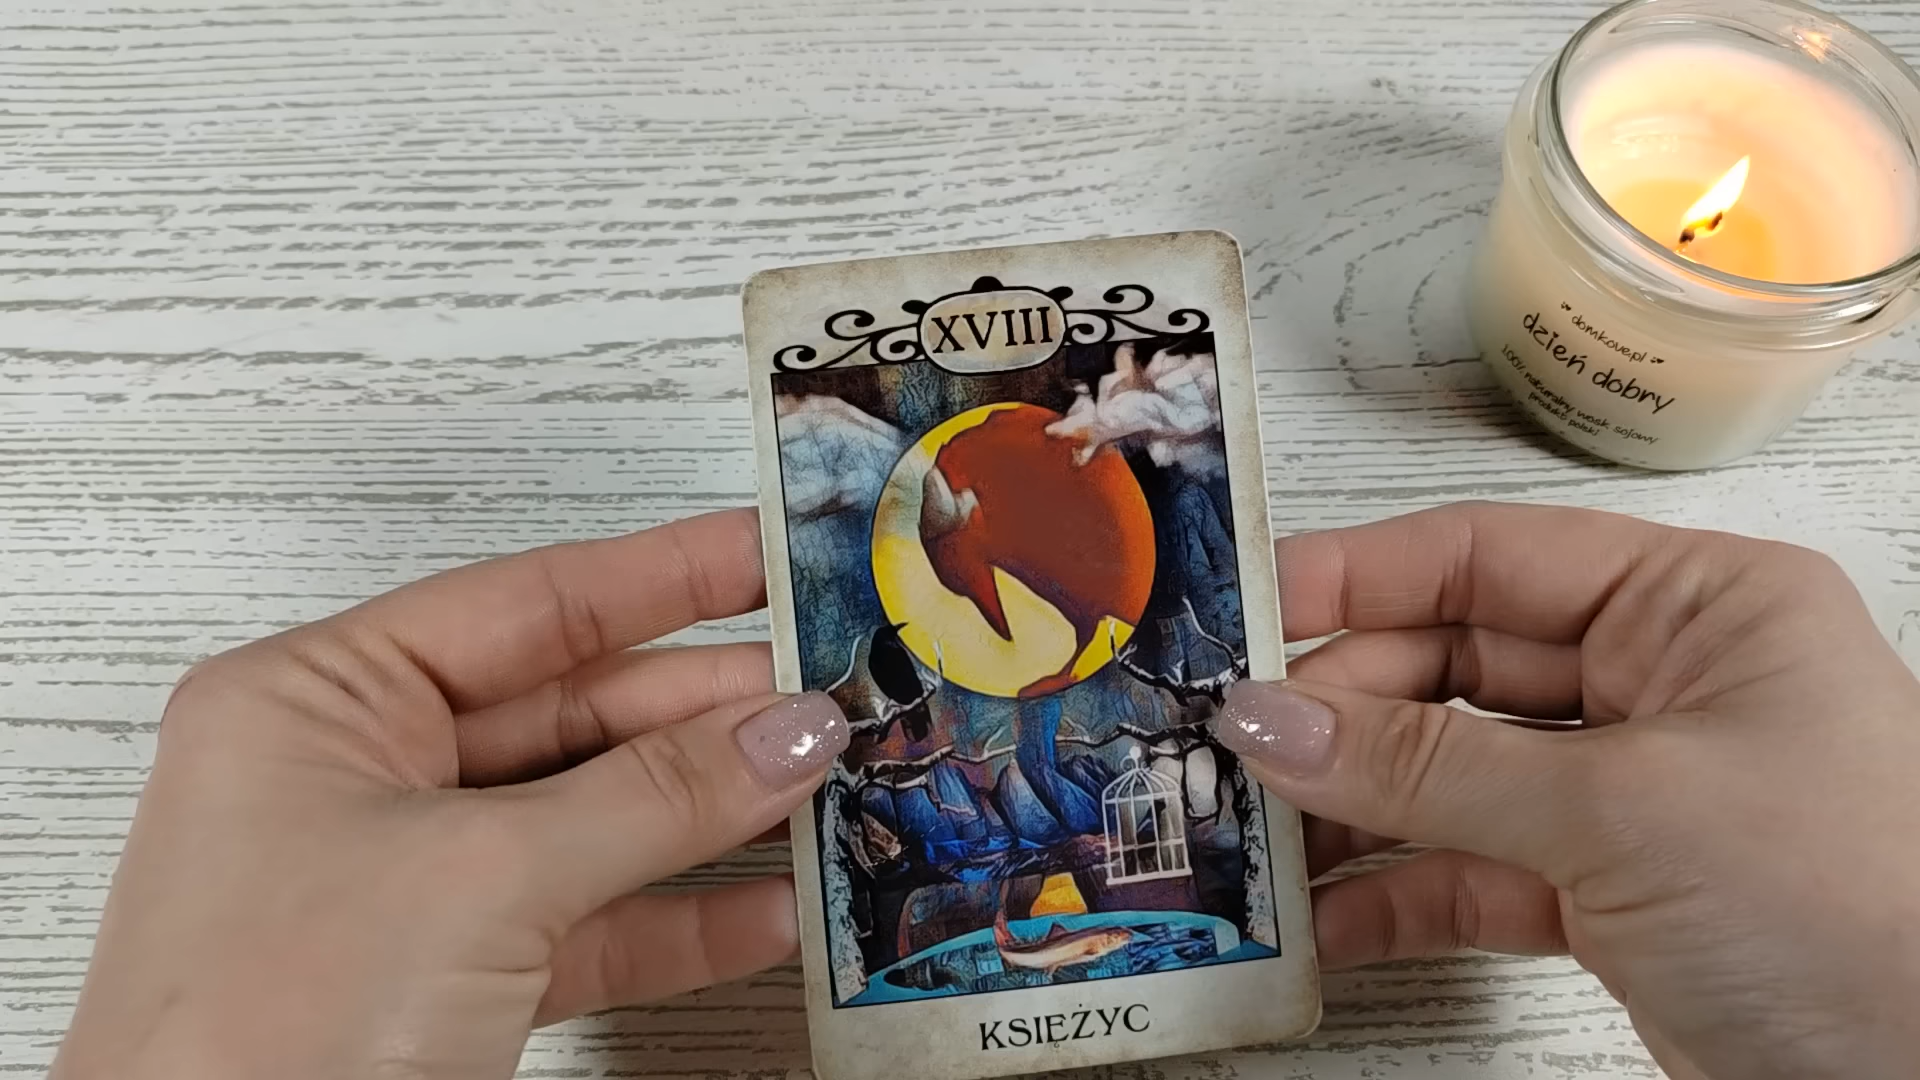 XVIII
domkove.pl
dzień dobry
100% naturalny wosk sojowy
produkt polski
KSIĘŻYC